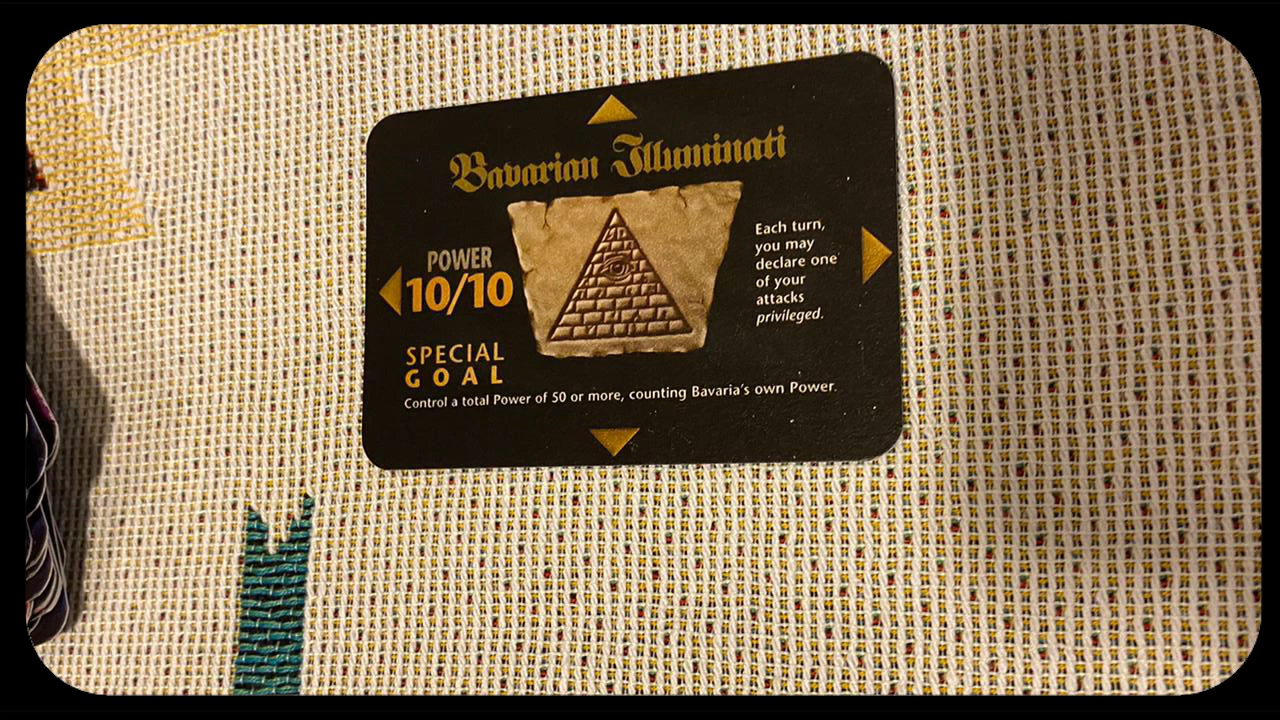 Bavarian Illuminati
POWER
10/10
Each turn,
you may
declare one
of your
attacks
privileged.
SPECIAL
GOAL
Control a total Power of 50 or more, counting Bavaria's own Power.